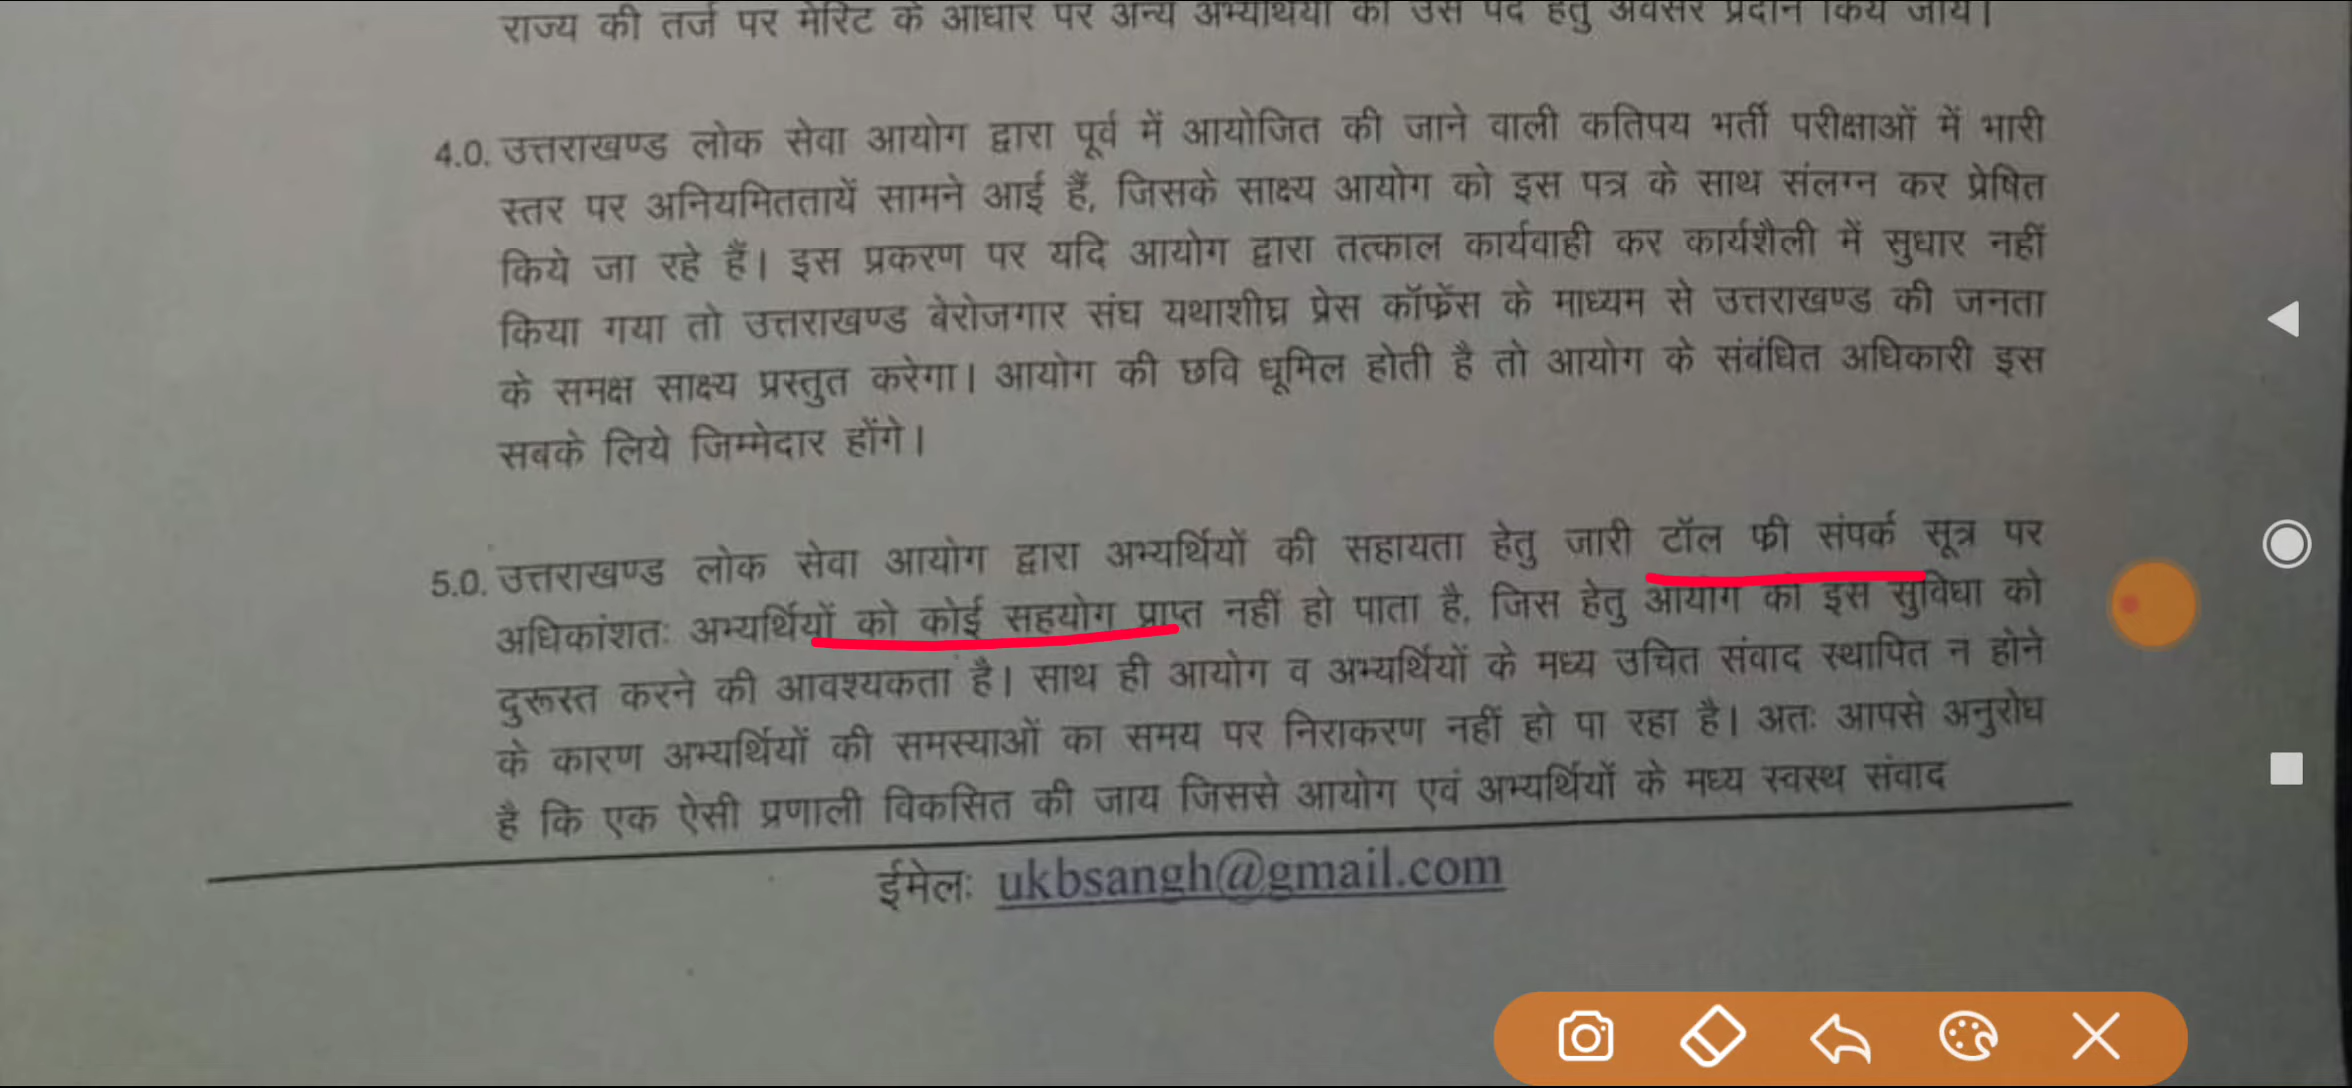 राज्य की तर्ज पर मेरिट के आधार पर अन्य अभ्यर्थियों को उस पद हेतु अवसर प्रदान किये जायें।
4.0. उत्तराखण्ड लोक सेवा आयोग द्वारा पूर्व में आयोजित की जाने वाली कतिपय भर्ती परीक्षाओं में भारी
स्तर पर अनियमिततायें सामने आई हैं, जिसके साक्ष्य आयोग को इस पत्र के साथ संलग्न कर प्रेषित
किये जा रहे हैं। इस प्रकरण पर यदि आयोग द्वारा तत्काल कार्यवाही कर कार्यशैली में सुधार नहीं
किया गया तो उत्तराखण्ड बेरोजगार संघ यथाशीघ्र प्रेस कॉफ्रेंस के माध्यम से उत्तराखण्ड की जनता
के समक्ष साक्ष्य प्रस्तुत करेगा। आयोग की छवि धूमिल होती है तो आयोग के संबंधित अधिकारी इस
सबके लिये जिम्मेदार होंगे।
5.0. उत्तराखण्ड लोक सेवा आयोग द्वारा अभ्यर्थियों की सहायता हेतु जारी टॉल फ्री संपर्क सूत्र पर
अधिकांशतः अभ्यर्थियों को कोई सहयोग प्राप्त नहीं हो पाता है, जिस हेतु आयोग को इस सुविधा को
दुरूस्त करने की आवश्यकता है। साथ ही आयोग व अभ्यर्थियों के मध्य उचित संवाद स्थापित न होने
के कारण अभ्यर्थियों की समस्याओं का समय पर निराकरण नहीं हो पा रहा है। अतः आपसे अनुरोध
है कि एक ऐसी प्रणाली विकसित की जाय जिससे आयोग एवं अभ्यर्थियों के मध्य स्वस्थ संवाद
ईमेलः ukbsangh@gmail.com